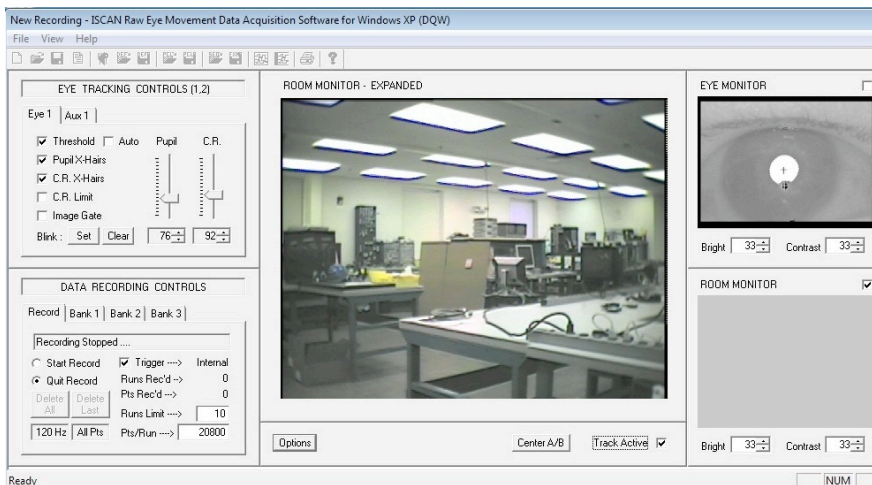 New Recording - ISCAN Raw Eye Movement Data Acquisition Software for Windows XP (DQW)
File View Help
EYE TRACKING CONTROLS (1,2)
Eye 1 Aux 1
Threshold Auto Pupil C.R.
Pupil X-Hairs
C.R. X-Hairs
C.R. Limit
Image Gate
Blink : Set Clear 76 92
DATA RECORDING CONTROLS
Record Bank 1 Bank 2 Bank 3
Recording Stopped ....
Start Record Trigger ----> Internal
Quit Record Runs Rec'd --> 0
Delete All Delete Last Pts Rec'd --> 0
Runs Limit ----> 10
120 Hz All Pts Pts/Run ----> 20800
ROOM MONITOR - EXPANDED
Options Center A/B Track Active
EYE MONITOR
Bright 33 Contrast 33
ROOM MONITOR
Bright 33 Contrast 33
Ready NUM